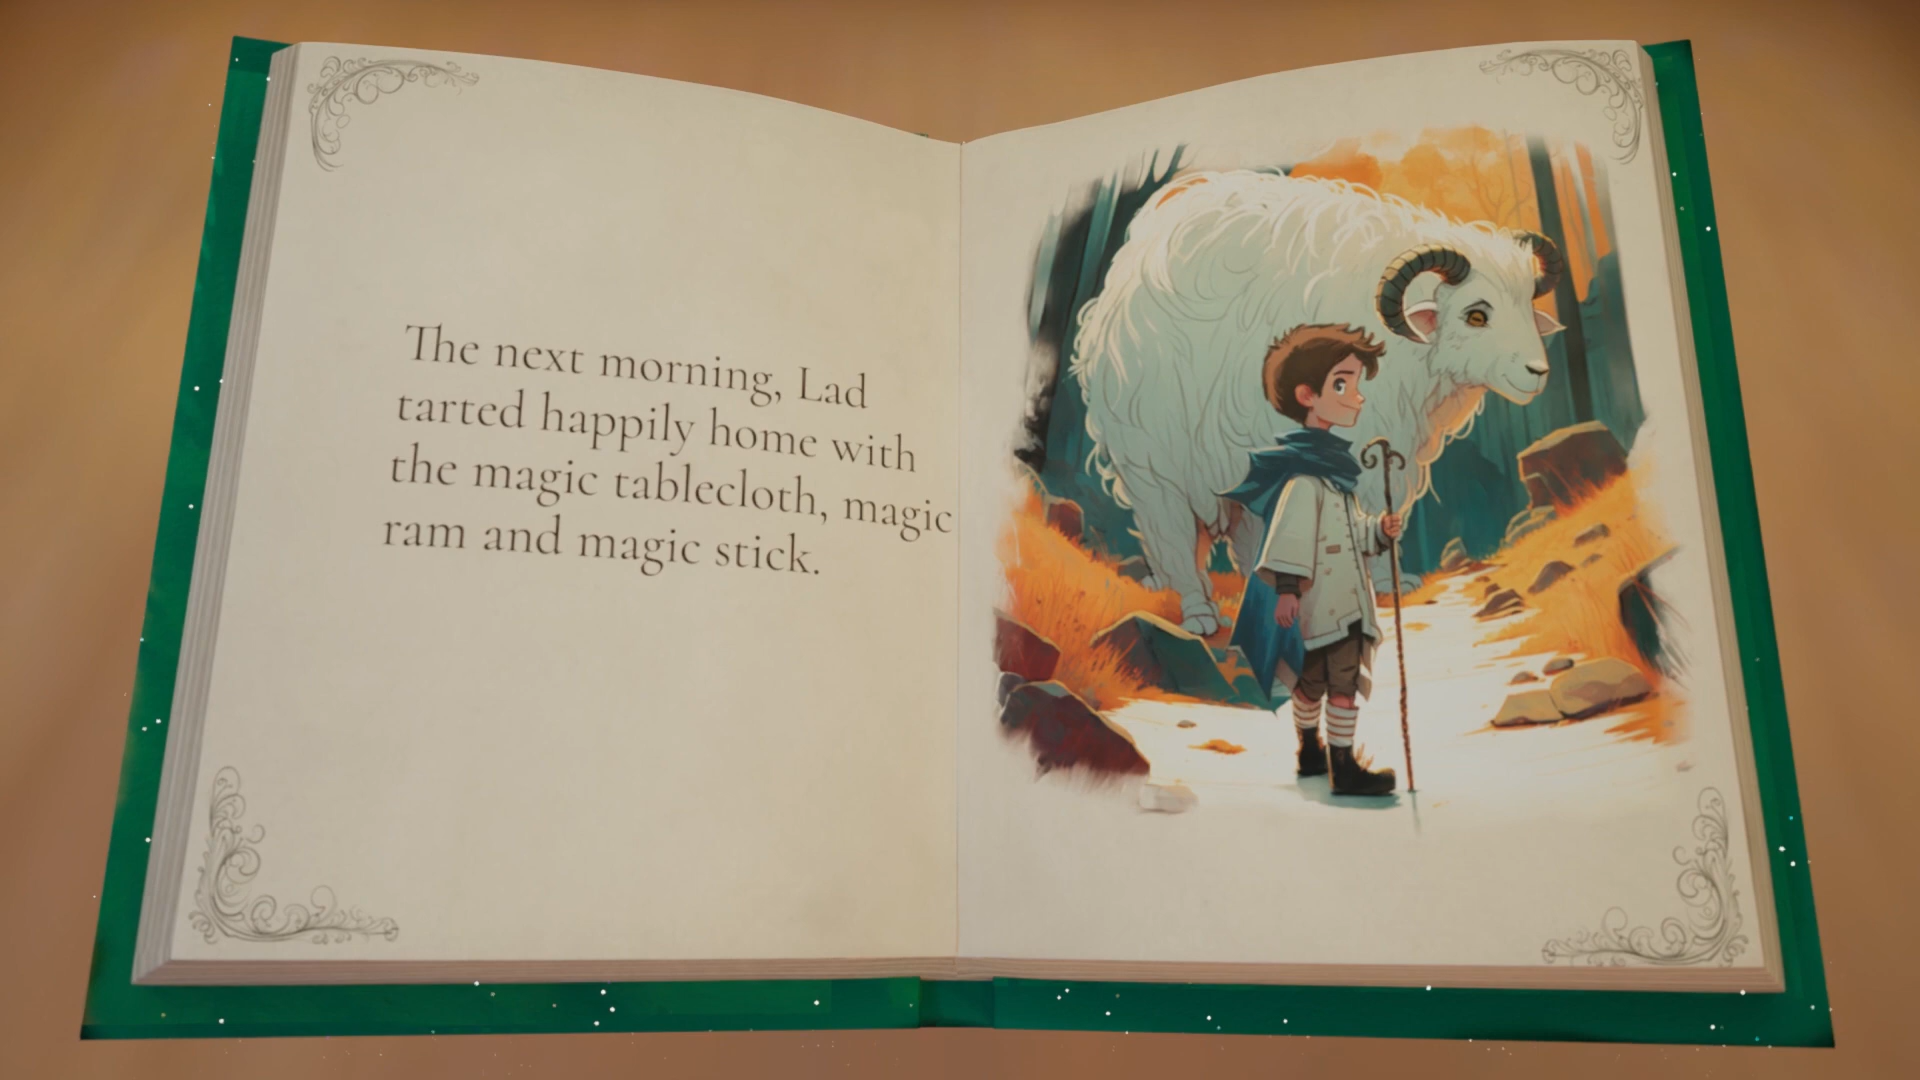 The next morning, Lad
tarted happily home with
the magic tablecloth, magic
ram and magic stick.